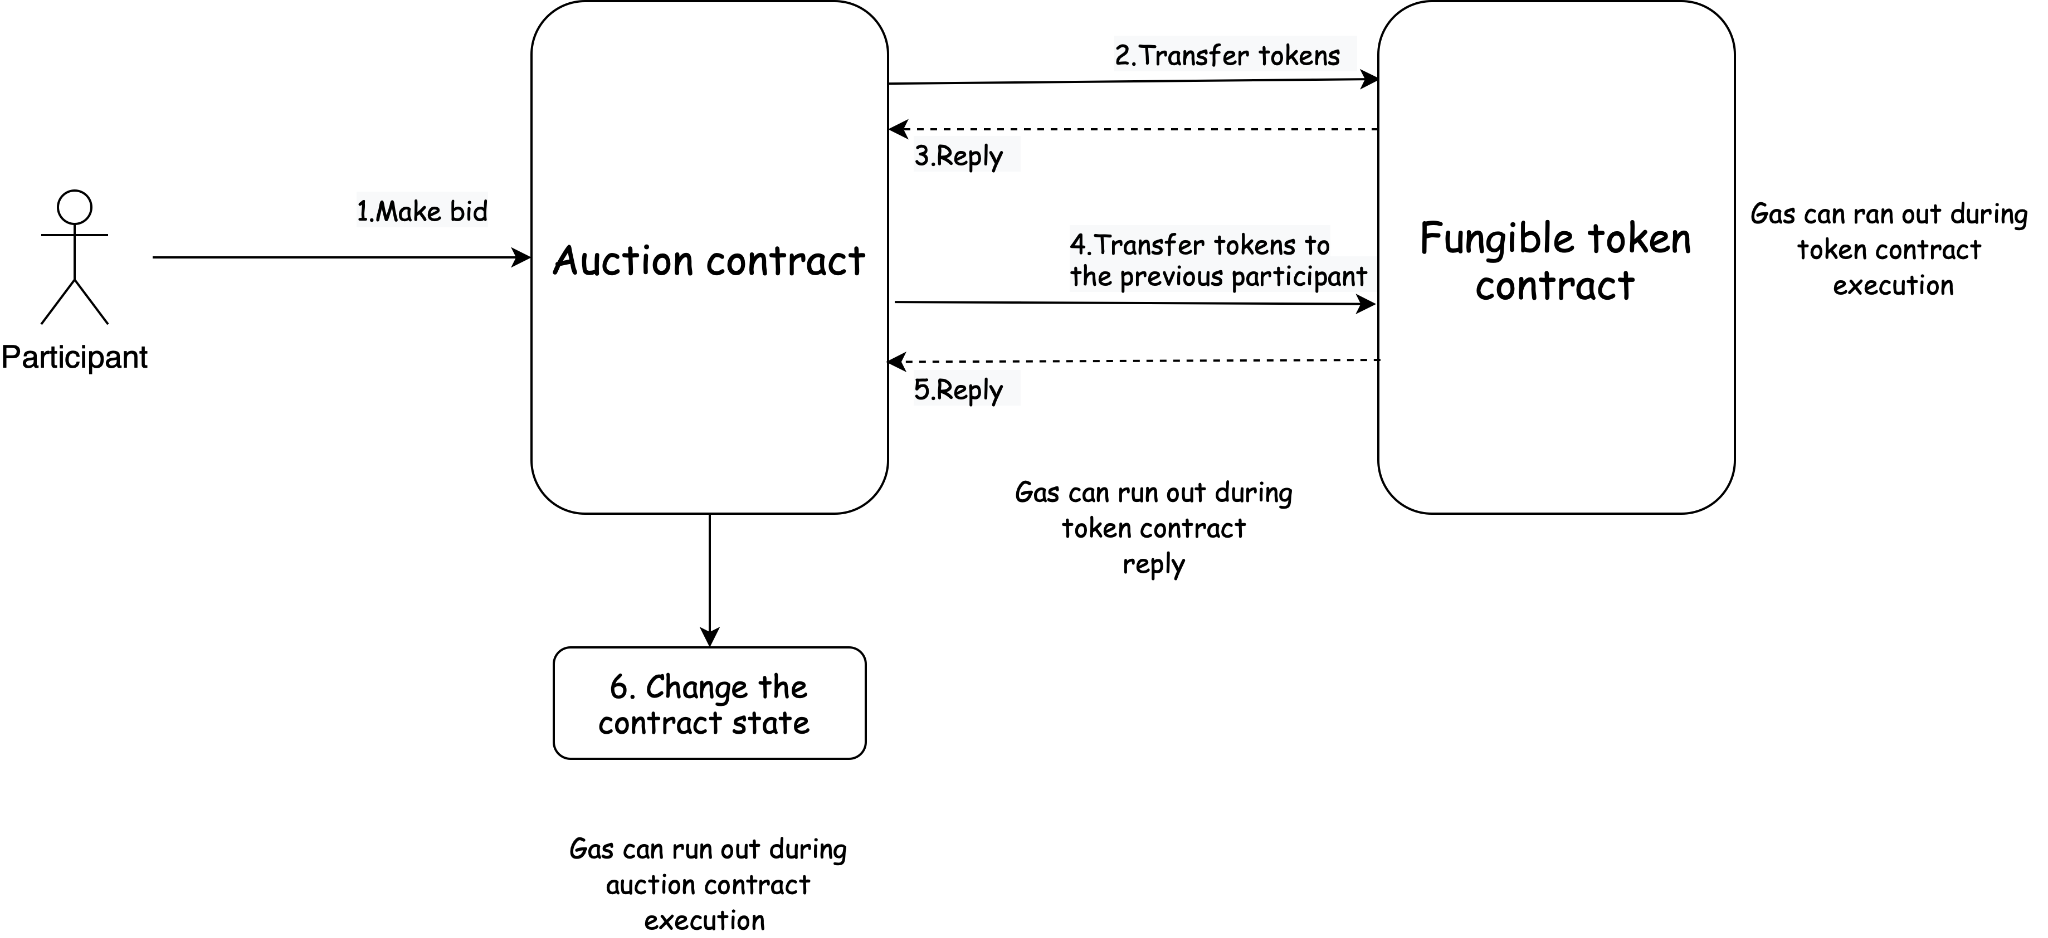 2.Transfer tokens
3.Reply
1.Make bid
Participant
Auction contract
4.Transfer tokens to
the previous participant
5.Reply
Fungible token
contract
Gas can ran out during
token contract
execution
Gas can run out during
token contract
reply
6. Change the
contract state
Gas can run out during
auction contract
execution